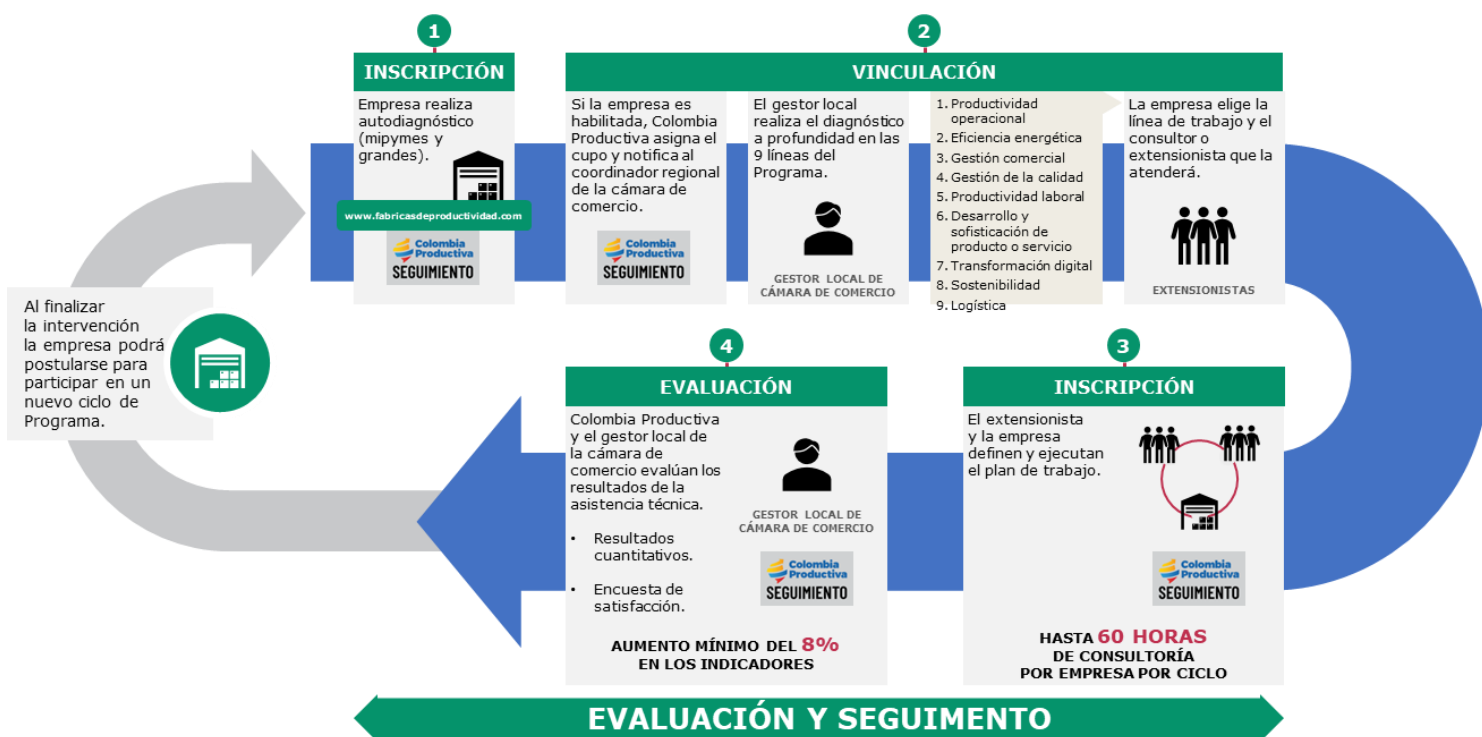 1
INSCRIPCIÓN
Empresa realiza
autodiagnóstico
(mipymes y
grandes).
www.fabricasdeproductividad.com
Colombia
Productiva
SEGUIMIENTO
2
VINCULACIÓN
Si la empresa es
habilitada, Colombia
Productiva asigna el
cupo y notifica al
coordinador regional
de la cámara de
comercio.
Colombia
Productiva
SEGUIMIENTO
El gestor local
realiza el diagnóstico
a profundidad en las
9 líneas del
Programa.
GESTOR LOCAL DE
CÁMARA DE COMERCIO
1. Productividad
operacional
2. Eficiencia energética
3. Gestión comercial
4. Gestión de la calidad
5. Productividad laboral
6. Desarrollo y
sofisticación de
producto o servicio
7. Transformación digital
8. Sostenibilidad
9. Logística
La empresa elige la
línea de trabajo y el
consultor o
extensionista que la
atenderá.
EXTENSIONISTAS
3
INSCRIPCIÓN
El extensionista
y la empresa
definen y ejecutan
el plan de trabajo.
Colombia
Productiva
SEGUIMIENTO
HASTA 60 HORAS
DE CONSULTORÍA
POR EMPRESA POR CICLO
4
EVALUACIÓN
Colombia Productiva
y el gestor local de
la cámara de
comercio evalúan los
resultados de la
asistencia técnica.
• Resultados
cuantitativos.
• Encuesta de
satisfacción.
GESTOR LOCAL DE
CÁMARA DE COMERCIO
Colombia
Productiva
SEGUIMIENTO
AUMENTO MÍNIMO DEL 8%
EN LOS INDICADORES
Al finalizar
la intervención
la empresa podrá
postularse para
participar en un
nuevo ciclo de
Programa.
EVALUACIÓN Y SEGUIMENTO